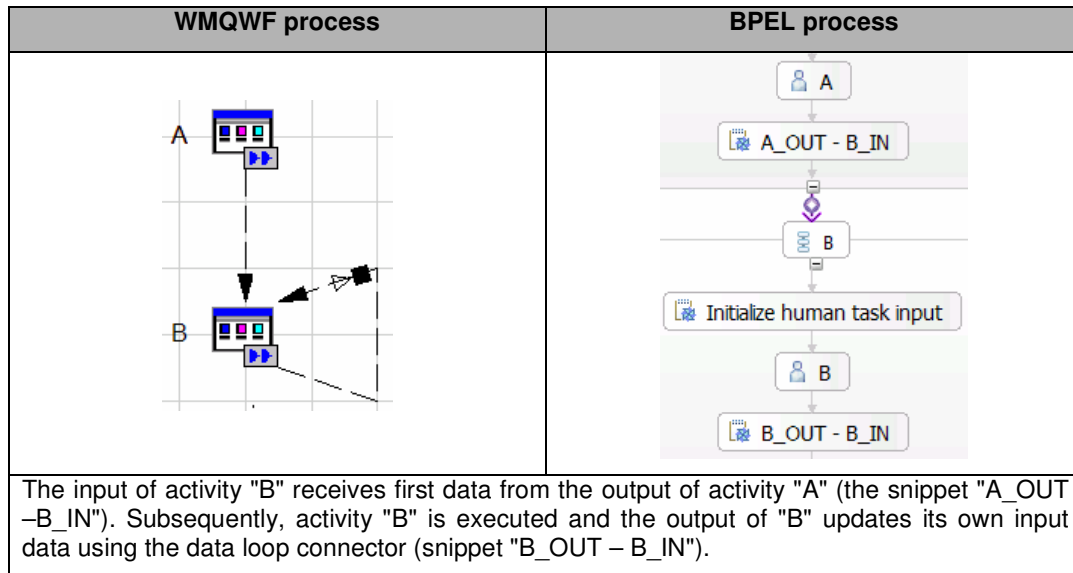 WMQWF process
BPEL process
A
B
A
A_OUT - B_IN
B
Initialize human task input
B
B_OUT - B_IN
The input of activity "B" receives first data from the output of activity "A" (the snippet "A_OUT
–B_IN"). Subsequently, activity "B" is executed and the output of "B" updates its own input
data using the data loop connector (snippet "B_OUT – B_IN").